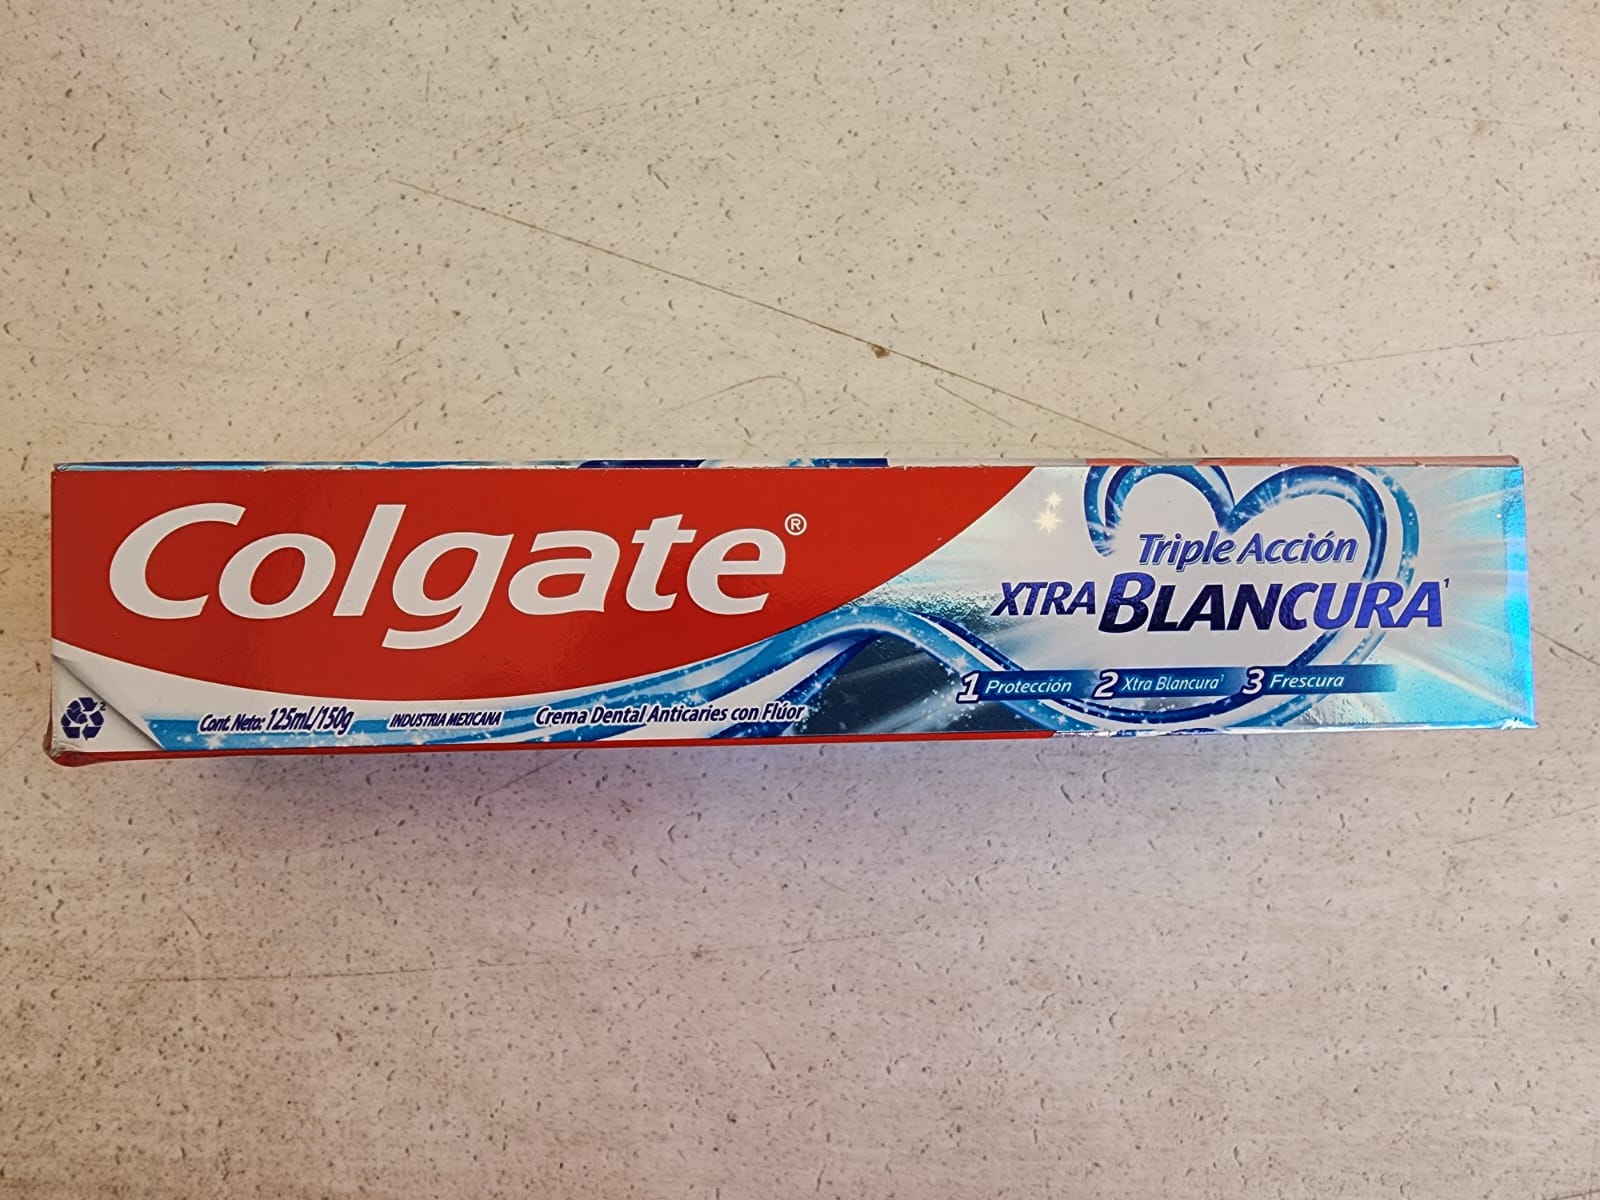 Colgate®
Triple Acción
XTRA BLANCURA¹
1 Protección 2 Xtra Blancura¹ 3 Frescura
2
Cont. Neto: 125mL/150g INDUSTRIA MEXICANA Crema Dental Anticaries con Flúor